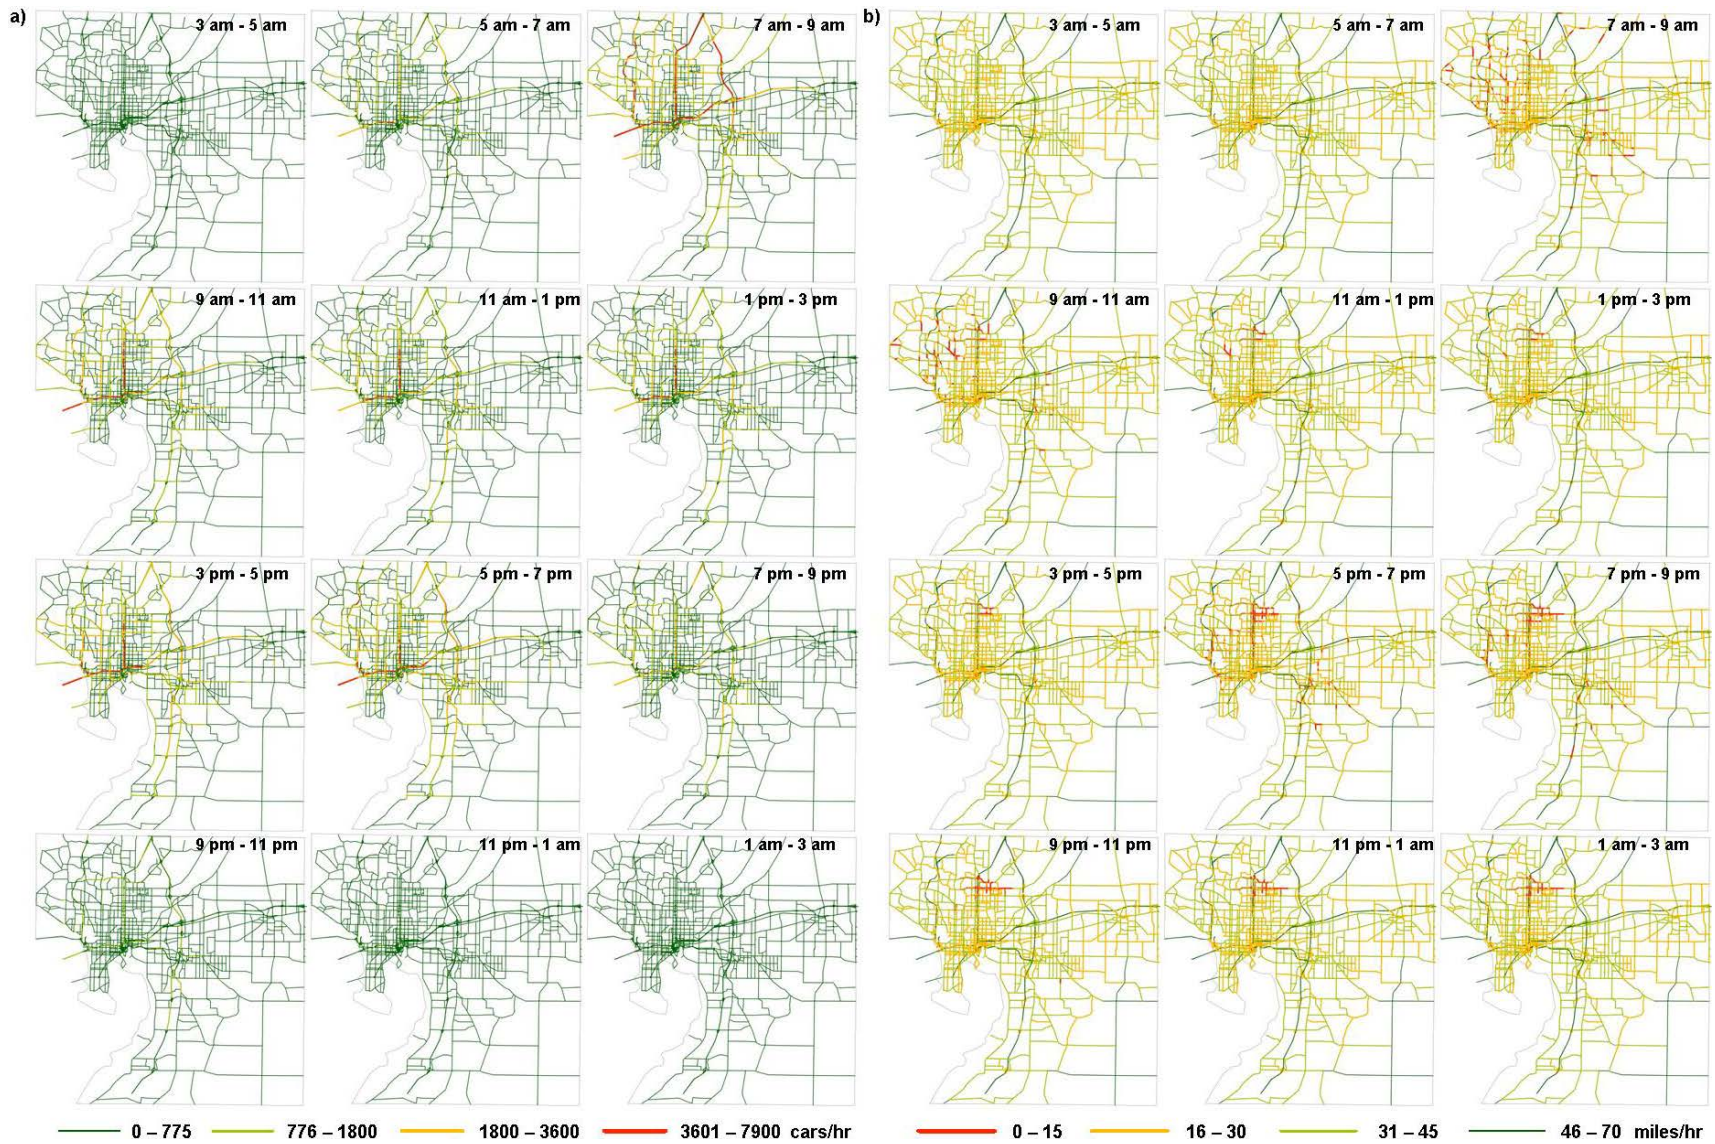 a)
b)
3 am - 5 am
5 am - 7 am
7 am - 9 am
3 am - 5 am
5 am - 7 am
7 am - 9 am
9 am - 11 am
11 am - 1 pm
1 pm - 3 pm
9 am - 11 am
11 am - 1 pm
1 pm - 3 pm
3 pm - 5 pm
5 pm - 7 pm
7 pm - 9 pm
3 pm - 5 pm
5 pm - 7 pm
7 pm - 9 pm
9 pm - 11 pm
11 pm - 1 am
1 am - 3 am
9 pm - 11 pm
11 pm - 1 am
1 am - 3 am
0 – 775 776 – 1800 1800 – 3600 3601 – 7900 cars/hr
0 – 15 16 – 30 31 – 45 46 – 70 miles/hr